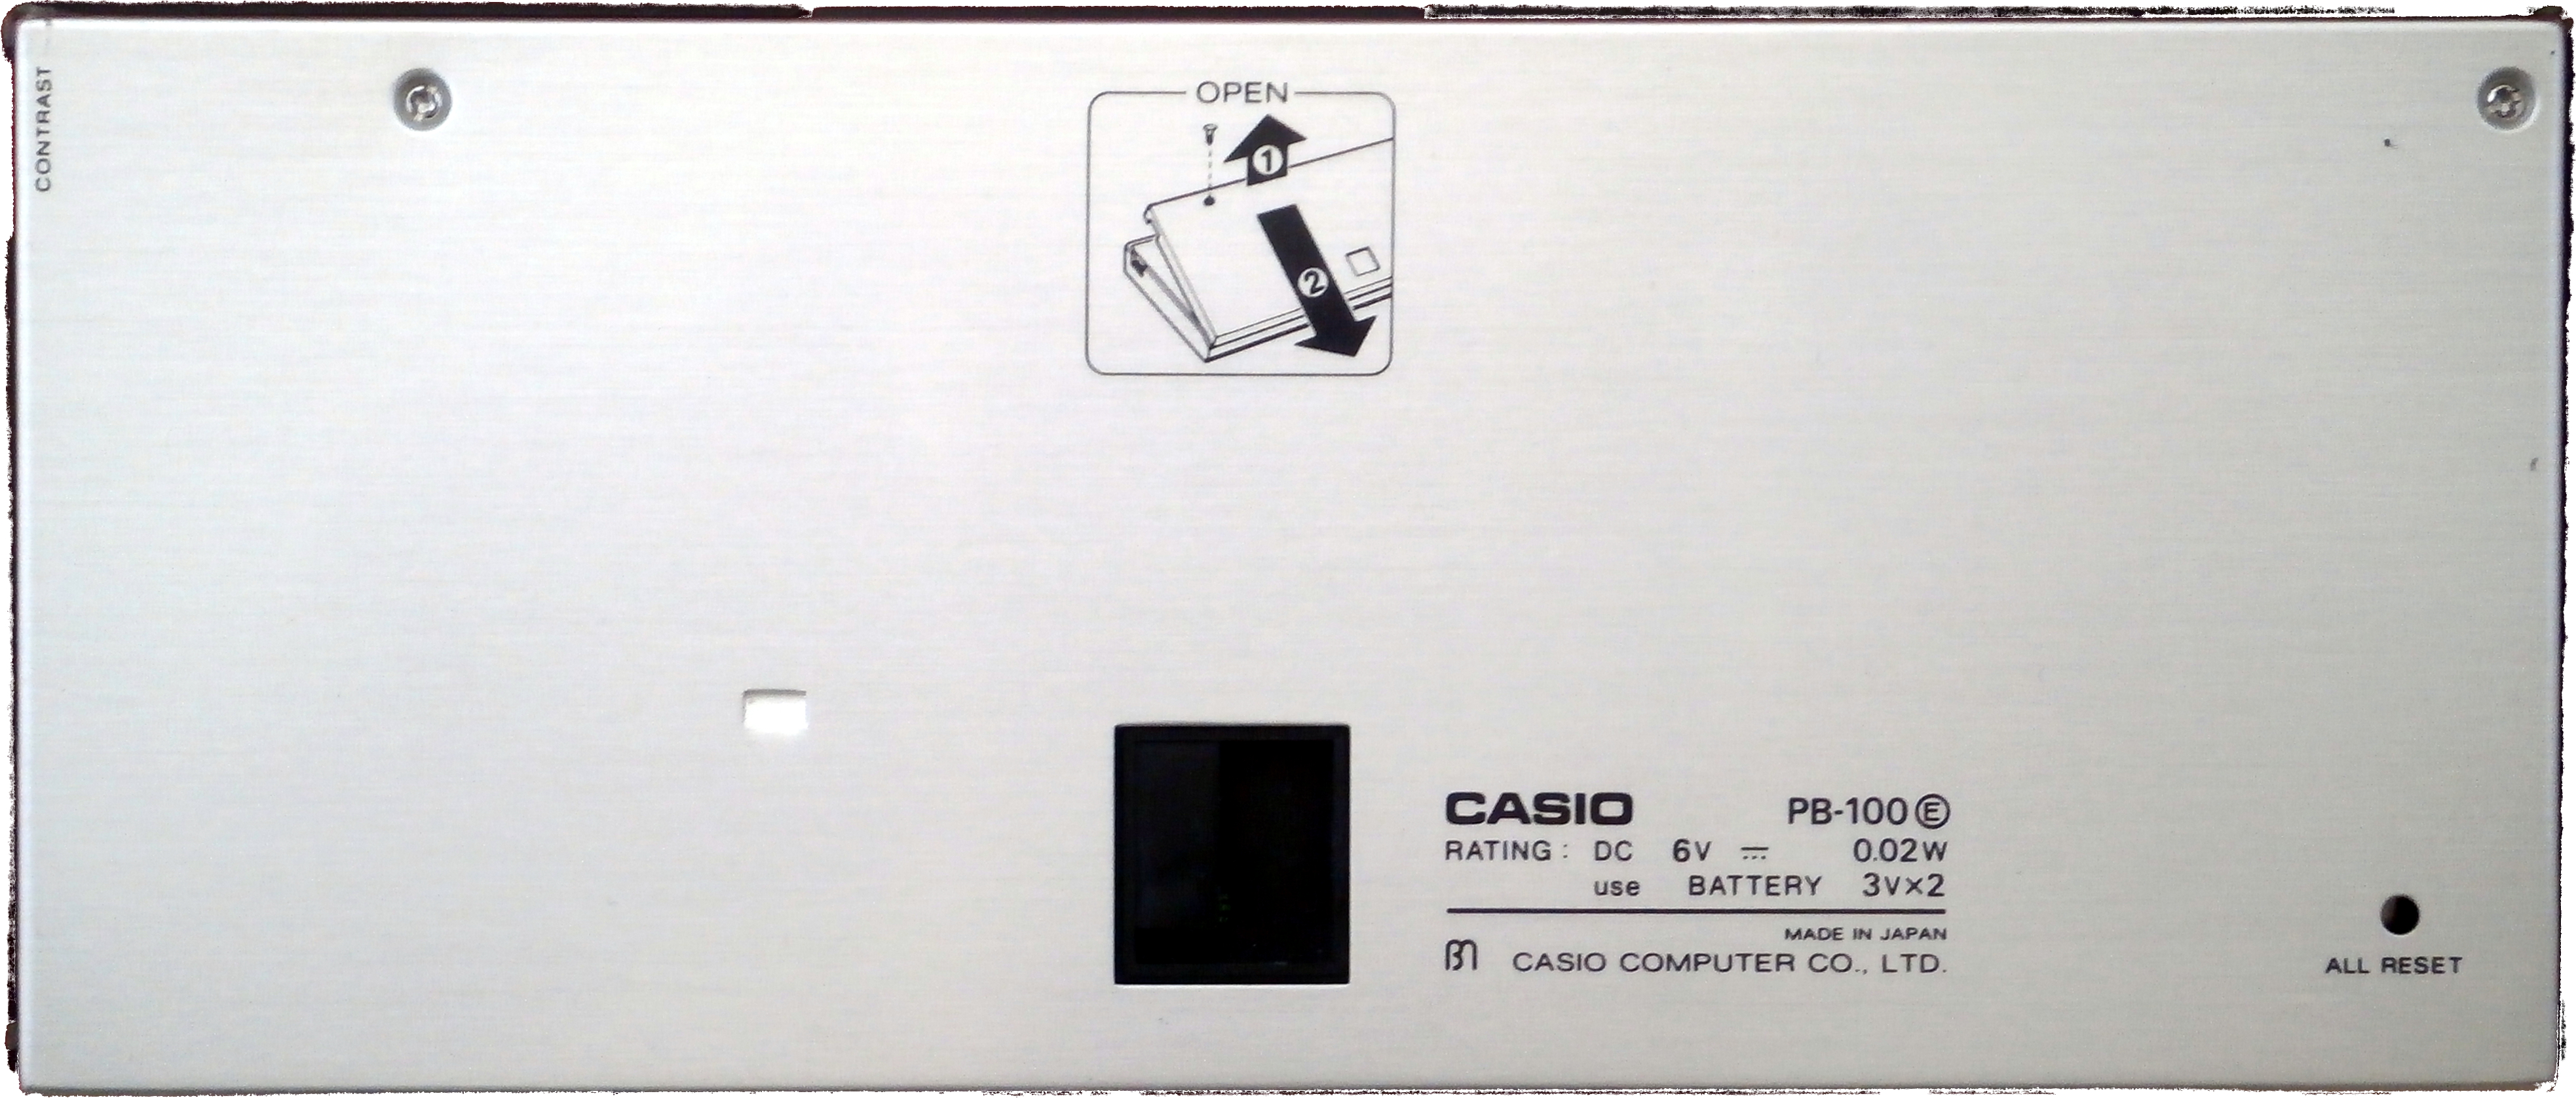 CONTRAST
OPEN
1
2
CASIO PB-100 Ⓔ
RATING: DC 6V ⎓ 0.02W
use BATTERY 3V×2
MADE IN JAPAN
CASIO COMPUTER CO., LTD.
ALL RESET